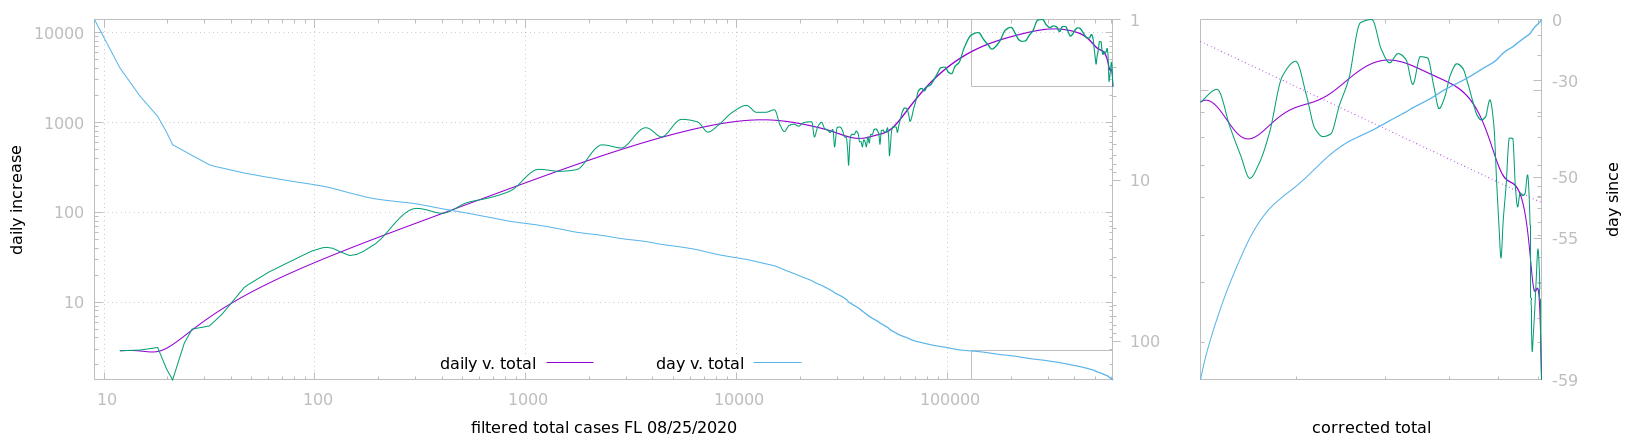 10000
1000
100
10
daily increase
10
100
1000
10000
100000
filtered total cases FL 08/25/2020
daily v. total
day v. total
1
10
100
0
-30
-50
-55
-59
day since
corrected total